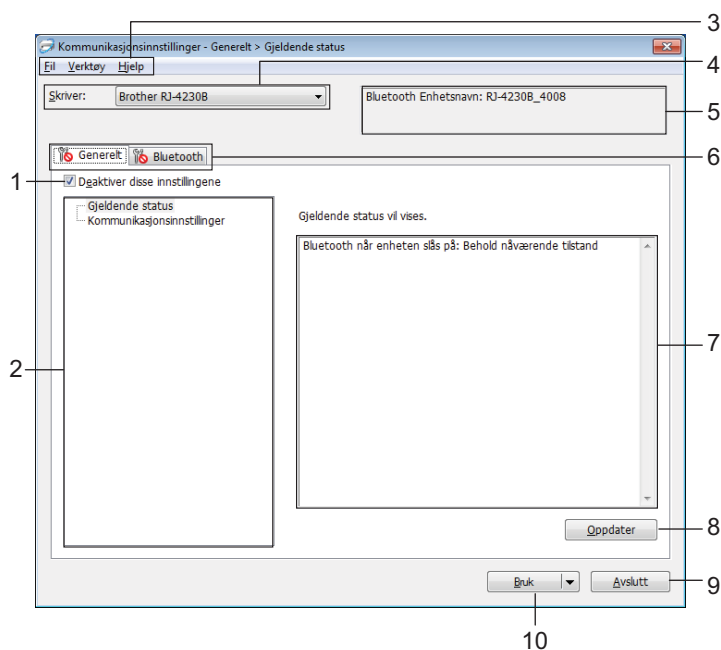 3
Kommunikasjonsinnstillinger - Generelt > Gjeldende status
Fil Verktøy Hjelp
4
Skriver: Brother RJ-4230B
Bluetooth Enhetsnavn: RJ-4230B_4008
5
Generelt Bluetooth
6
1
Deaktiver disse innstillingene
Gjeldende status
Kommunikasjonsinnstillinger
Gjeldende status vil vises.
Bluetooth når enheten slås på: Behold nåværende tilstand
2
7
Oppdater
8
Bruk
Avslutt
9
10